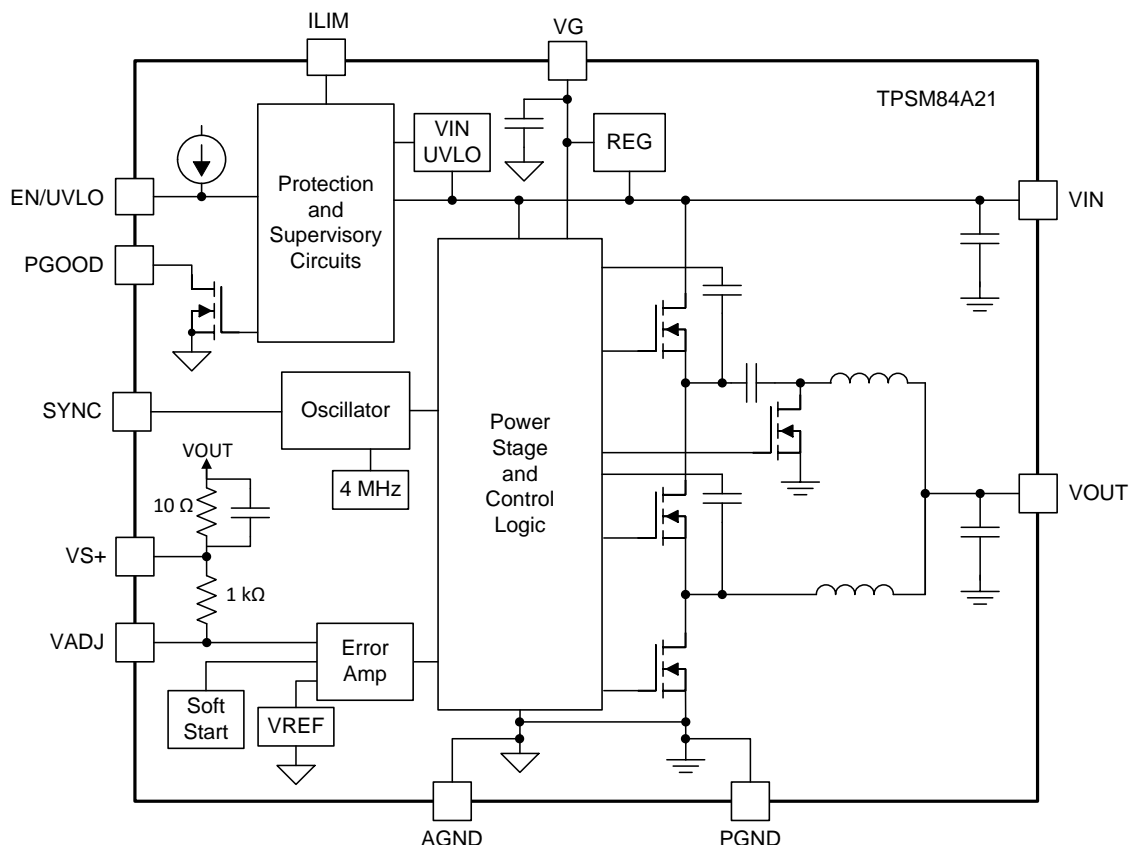 ILIM
VG
TPSM84A21
VIN
UVLO
REG
EN/UVLO
Protection
and
Supervisory
Circuits
VIN
PGOOD
SYNC
Oscillator
4 MHz
Power
Stage
and
Control
Logic
VOUT
10 Ω
VOUT
VS+
1 kΩ
VADJ
Error
Amp
Soft
Start
VREF
AGND
PGND